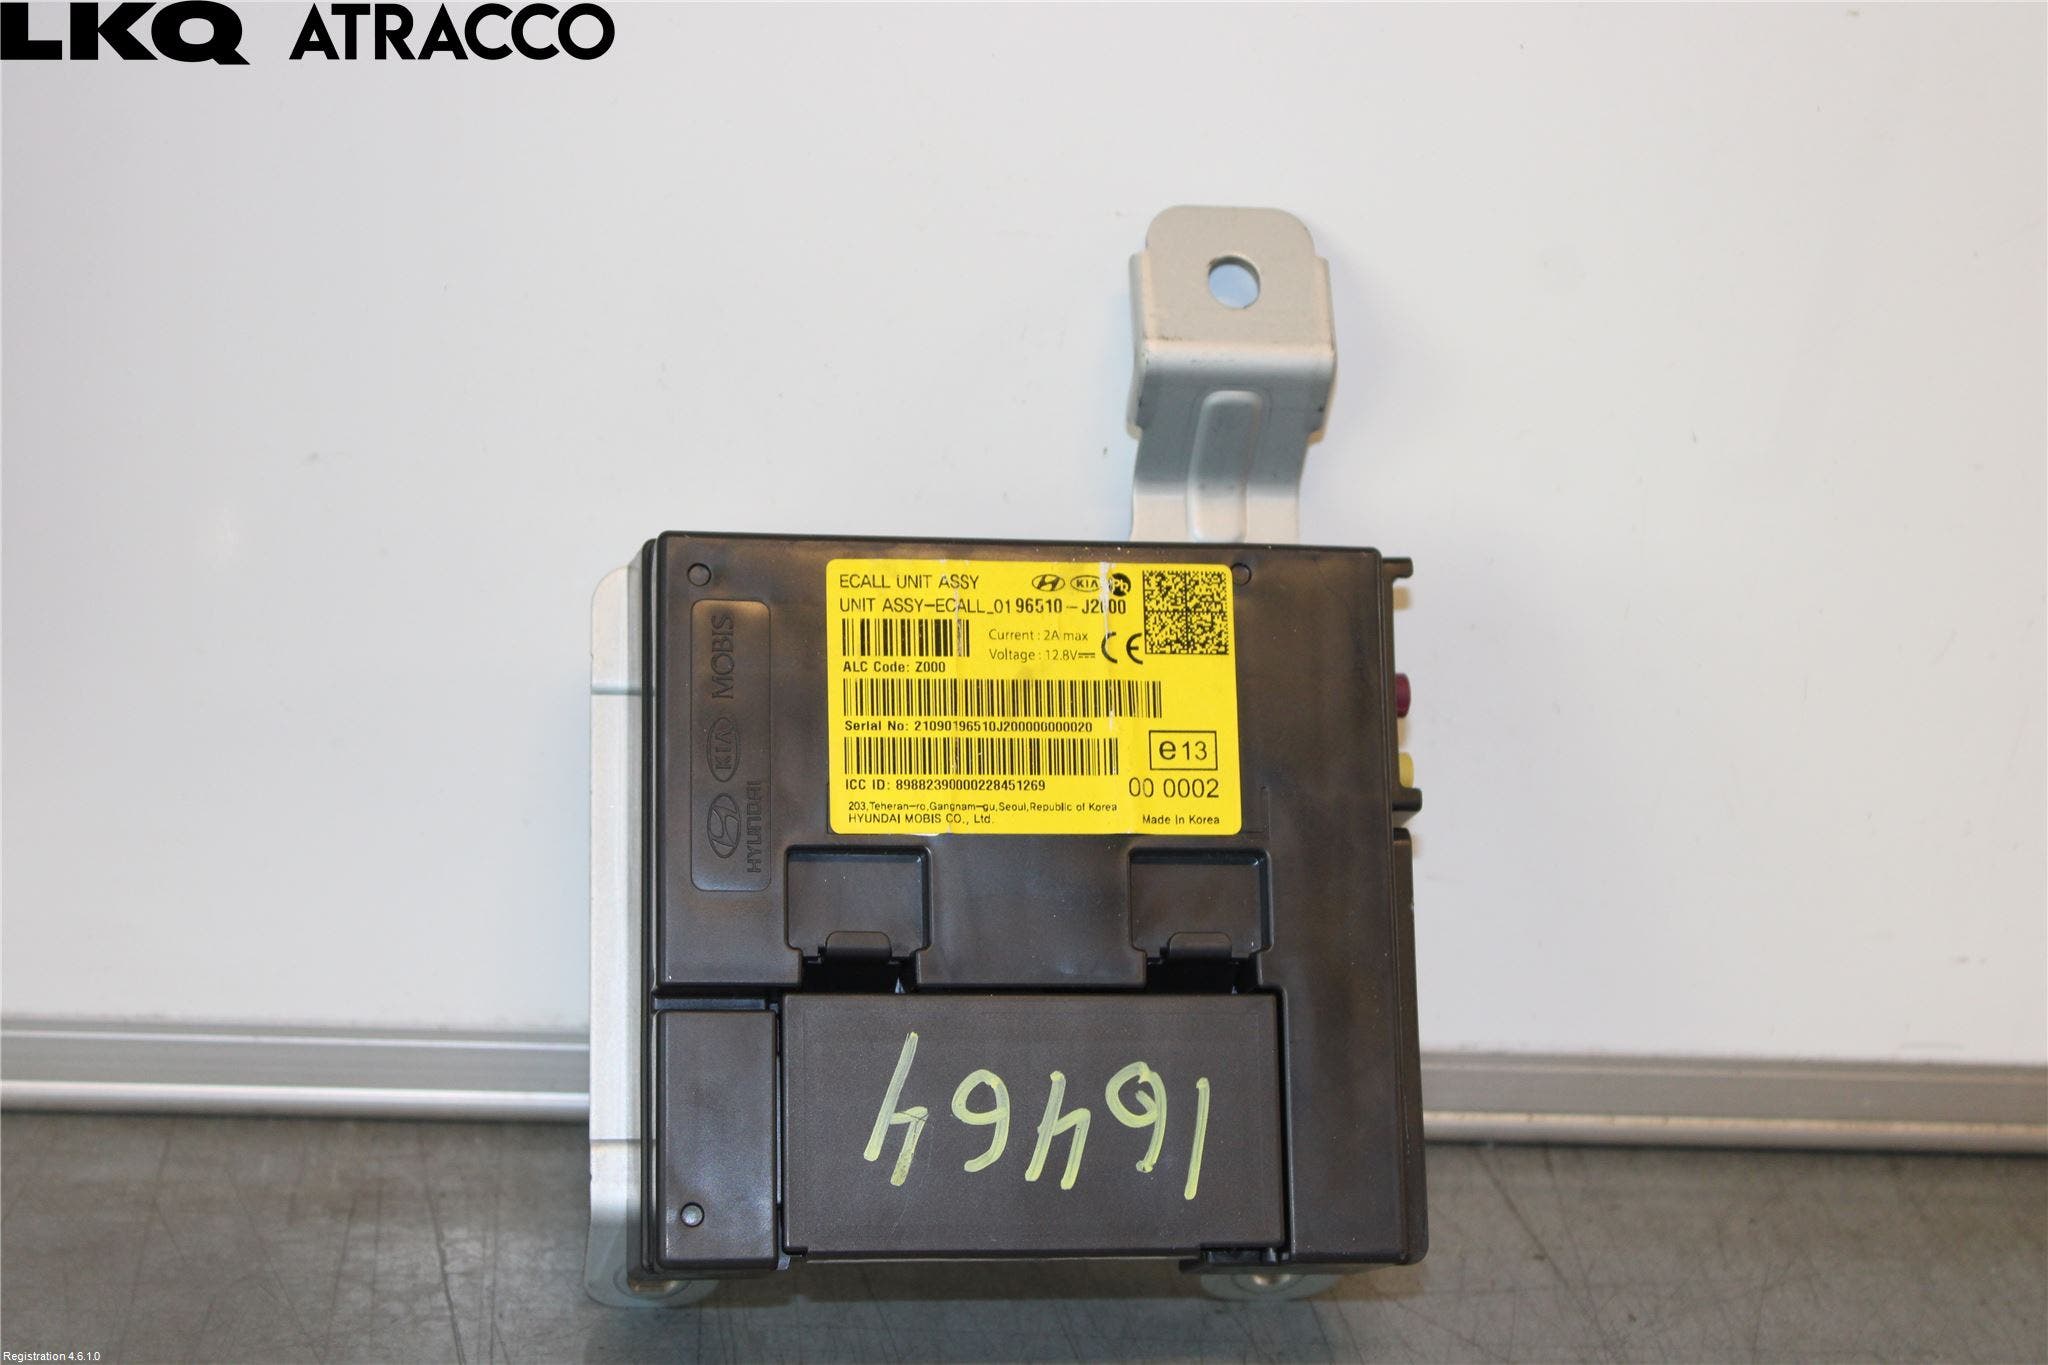 LKQ ATRACCO
ECALL UNIT ASSY
HYUNDAI KIA MOBIS
KIA Pb
UNIT ASSY-ECALL_01 96510-J2000
Current : 2A max
Voltage : 12.8V CE
ALC Code: Z000
Serial No: 21090196510J200000000020
e13
ICC ID: 89882390000228451269
00 0002
203,Teheran-ro,Gangnam-gu,Seoul,Republic of Korea
HYUNDAI MOBIS CO., Ltd.
Made in Korea
16464
Registration 4.6.1.0